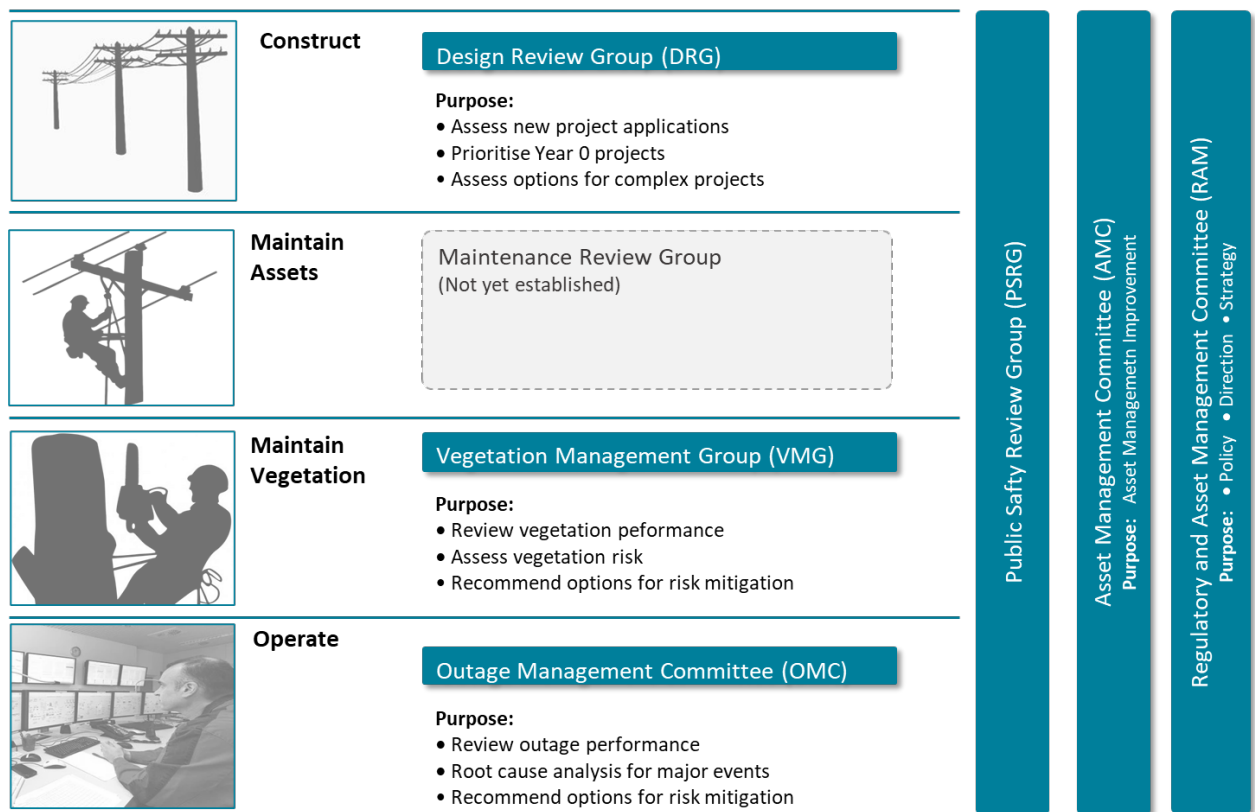 Construct
Design Review Group (DRG)
Purpose:
• Assess new project applications
• Prioritise Year 0 projects
• Assess options for complex projects
Maintain
Assets
Maintenance Review Group
(Not yet established)
Maintain
Vegetation
Vegetation Management Group (VMG)
Purpose:
• Review vegetation peformance
• Assess vegetation risk
• Recommend options for risk mitigation
Operate
Outage Management Committee (OMC)
Purpose:
• Review outage performance
• Root cause analysis for major events
• Recommend options for risk mitigation
Public Safty Review Group (PSRG)
Asset Management Committee (AMC)
Purpose: Asset Managemetn Improvement
Regulatory and Asset Management Committee (RAM)
Purpose: • Policy • Direction • Strategy